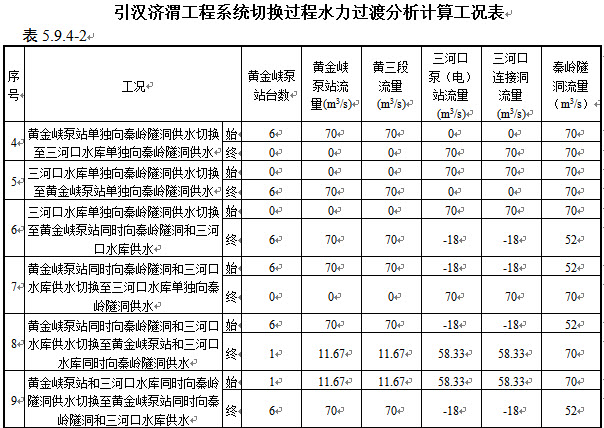 引汉济渭工程系统切换过程水力过渡分析计算工况表
表 5.9.4-2
序号 工况 黄金峡泵站台数 黄金峡泵站流量(m³/s) 黄三段流量(m³/s) 三河口泵（电）站流量(m³/s) 三河口连接洞流量(m³/s) 秦岭隧洞流量（m³/s）
4 黄金峡泵站单独向秦岭隧洞供水切换 始 6 70 70 0 0 70
至三河口水库单独向秦岭隧洞供水 终 0 0 0 70 70 70
5 三河口水库单独向秦岭隧洞供水切换 始 0 0 0 70 70 70
至黄金峡泵站单独向秦岭隧洞供水 终 6 70 70 0 0 70
6 三河口水库单独向秦岭隧洞供水切换 始 0 0 0 70 70 70
至黄金峡泵站同时向秦岭隧洞和三河
口水库供水 终 6 70 70 -18 -18 52
7 黄金峡泵站同时向秦岭隧洞和三河口 始 6 70 70 -18 -18 52
水库供水切换至三河口水库单独向秦
岭隧洞供水 终 0 0 0 70 70 70
8 黄金峡泵站同时向秦岭隧洞和三河口 始 6 70 70 -18 -18 52
水库供水切换至黄金峡泵站和三河口
水库同时向秦岭隧洞供水 终 1 11.67 11.67 58.33 58.33 70
9 黄金峡泵站和三河口水库同时向秦岭 始 1 11.67 11.67 58.33 58.33 70
隧洞供水切换至黄金峡泵站同时向秦
岭隧洞和三河口水库供水 终 6 70 70 -18 -18 52